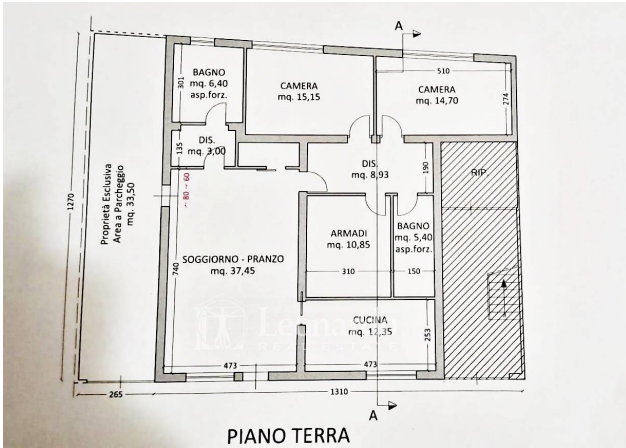 A
BAGNO
mq. 6,40
asp.forz.
301
CAMERA
mq. 15,15
510
CAMERA
mq. 14,70
274
135
DIS.
mq. 3,00
DIS.
mq. 8,93
190
RIP.
Proprietà Esclusiva
Area a Parcheggio
mq. 33,50
1270
80
60
SOGGIORNO - PRANZO
mq. 37,45
740
ARMADI
mq. 10,85
310
BAGNO
mq. 5,40
asp.forz.
150
Leonardo
CUCINA
mq. 12,35
253
473
473
265
1310
A
PIANO TERRA